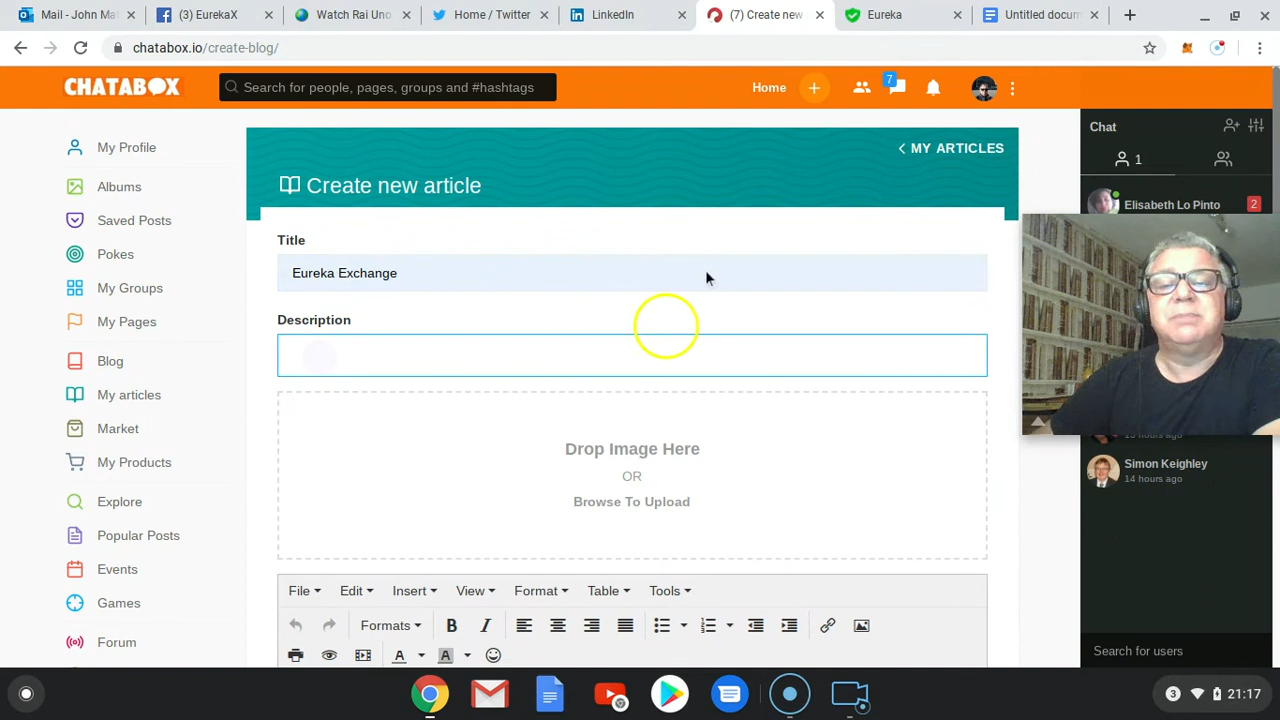 Mail - John Ma
(3) EurekaX
Watch Rai Uno
Home / Twitter
LinkedIn
(7) Create new
Eureka
Untitled docum
chatabox.io/create-blog/
CHATABOX
Search for people, pages, groups and #hashtags
Home
7
My Profile
Albums
Saved Posts
Pokes
My Groups
My Pages
Blog
My articles
Market
My Products
Explore
Popular Posts
Events
Games
Forum
MY ARTICLES
Create new article
Title
Eureka Exchange
Description
Drop Image Here
OR
Browse To Upload
File
Edit
Insert
View
Format
Table
Tools
Formats
B
I
A
A
Chat
1
Elisabeth Lo Pinto
2
Simon Keighley
14 hours ago
Search for users
3
21:17